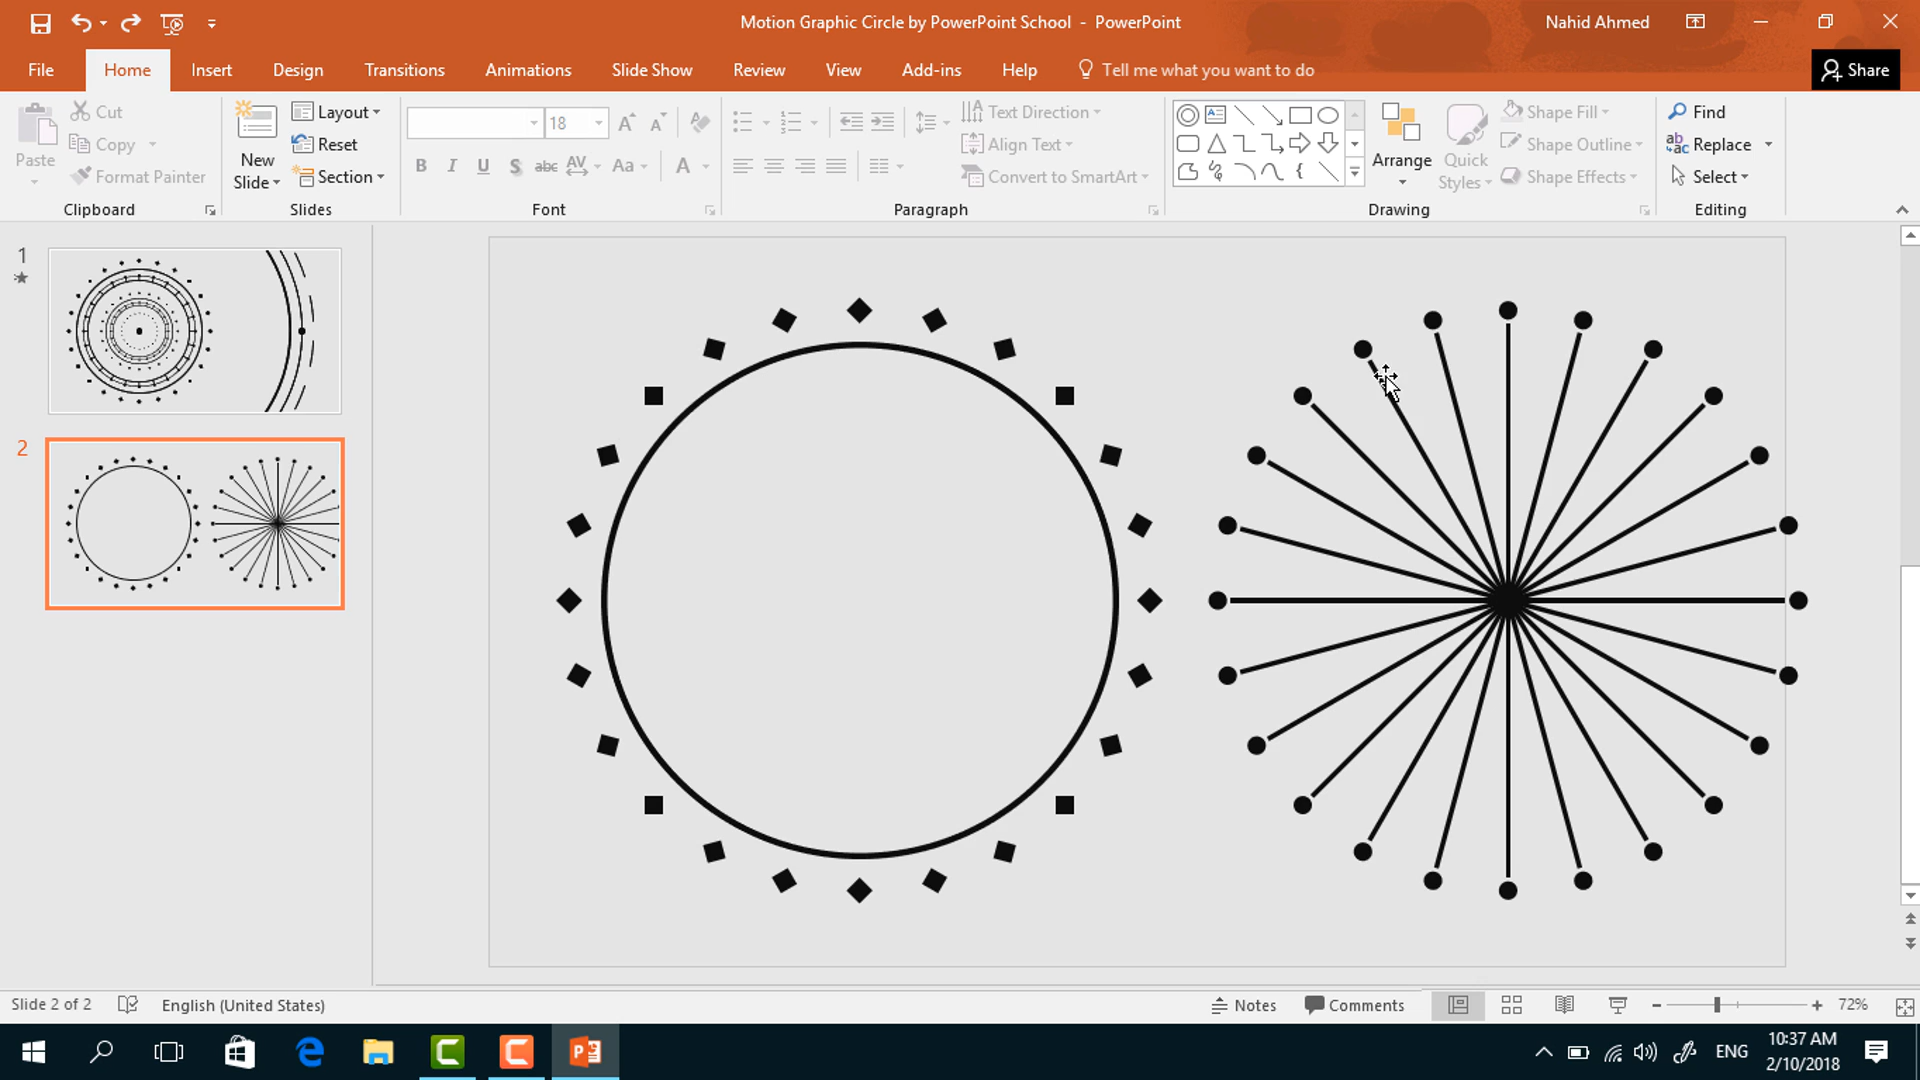 Motion Graphic Circle by PowerPoint School - PowerPoint
Nahid Ahmed
File Home Insert Design Transitions Animations Slide Show Review View Add-ins Help Tell me what you want to do Share
Paste
Cut
Copy
Format Painter
Clipboard
New Slide
Layout
Reset
Section
Slides
18
B I U S abc AV Aa A
Font
Text Direction
Align Text
Convert to SmartArt
Paragraph
Arrange
Quick Styles
Shape Fill
Shape Outline
Shape Effects
Drawing
Find
Replace
Select
Editing
1
2
Slide 2 of 2 English (United States) Notes Comments 72%
ENG
10:37 AM
2/10/2018